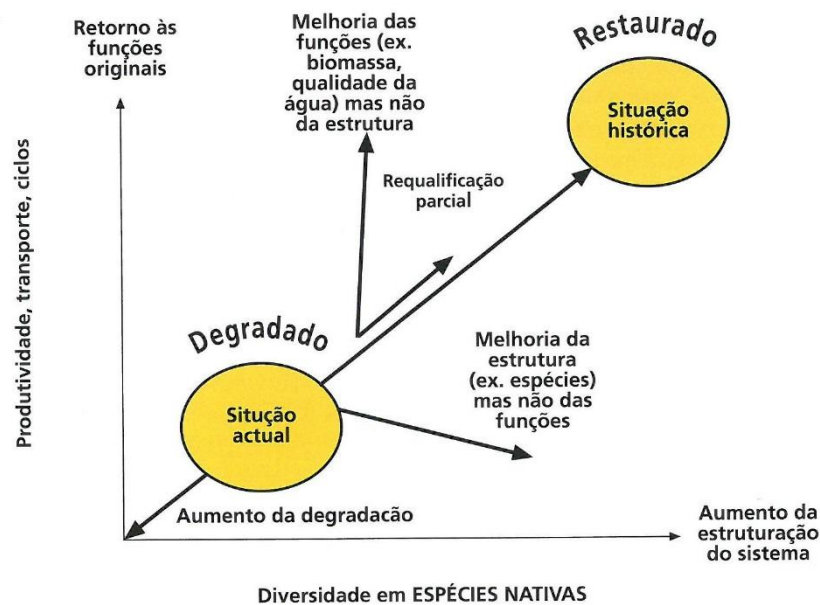 Retorno às
funções
originais
Melhoria das
funções (ex.
biomassa,
qualidade da
água) mas não
da estrutura
Restaurado
Situação
histórica
Requalificação
parcial
Produtividade, transporte, ciclos
Degradado
Situção
actual
Melhoria da
estrutura
(ex. espécies)
mas não das
funções
Aumento da degradacão
Aumento da
estruturação
do sistema
Diversidade em ESPÉCIES NATIVAS